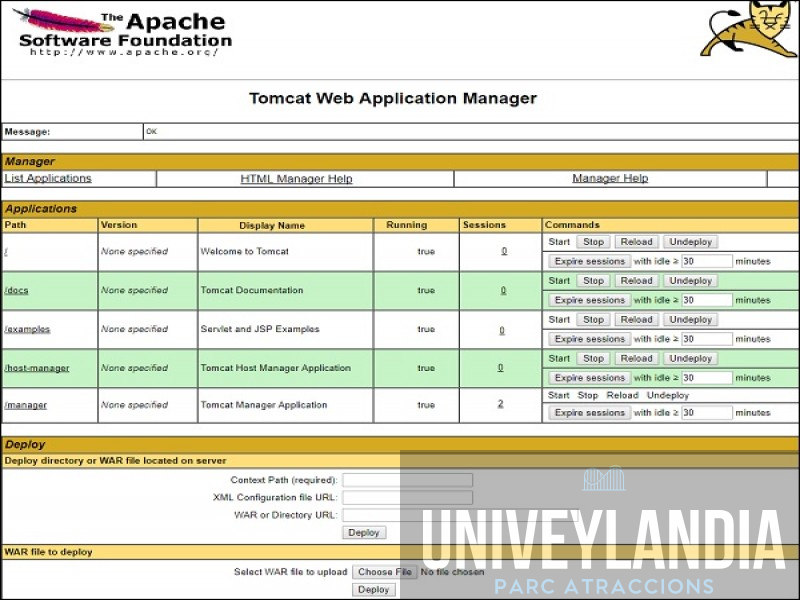 The Apache
Software Foundation
http://www.apache.org/
Tomcat Web Application Manager
Message: OK
Manager
List Applications HTML Manager Help Manager Help
Applications
Path Version Display Name Running Sessions Commands
/ None specified Welcome to Tomcat true 0 Start Stop Reload Undeploy
Expire sessions with idle ≥ 30 minutes
/docs None specified Tomcat Documentation true 0 Start Stop Reload Undeploy
Expire sessions with idle ≥ 30 minutes
/examples None specified Servlet and JSP Examples true 0 Start Stop Reload Undeploy
Expire sessions with idle ≥ 30 minutes
/host-manager None specified Tomcat Host Manager Application true 0 Start Stop Reload Undeploy
Expire sessions with idle ≥ 30 minutes
/manager None specified Tomcat Manager Application true 2 Start Stop Reload Undeploy
Expire sessions with idle ≥ 30 minutes
Deploy
Deploy directory or WAR file located on server
Context Path (required):
XML Configuration file URL:
WAR or Directory URL:
Deploy
WAR file to deploy
Select WAR file to upload Choose File No file chosen
Deploy
UNIVEYLANDIA
PARC ATRACCIONS